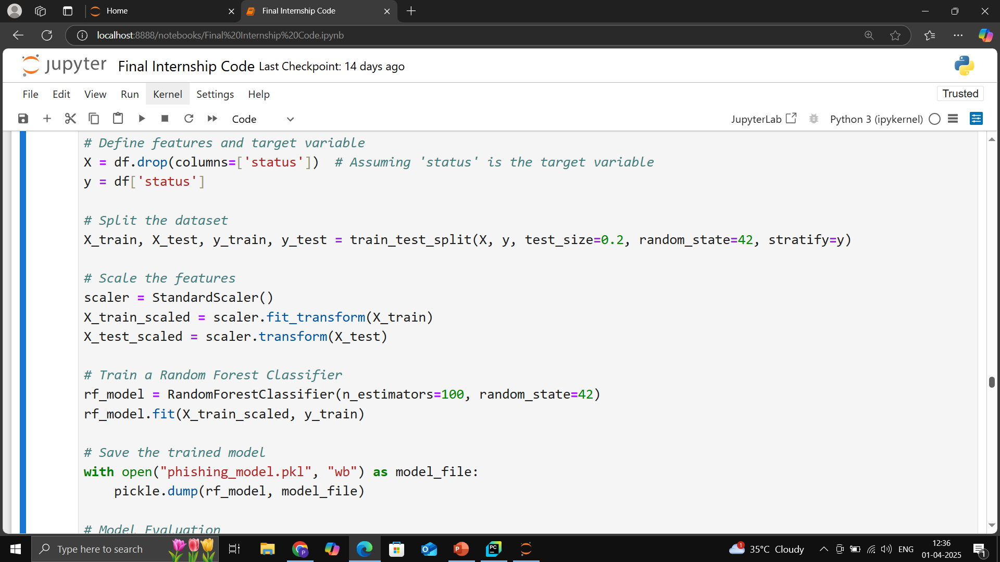 Home
Final Internship Code
localhost:8888/notebooks/Final%20Internship%20Code.ipynb
jupyter Final Internship Code Last Checkpoint: 14 days ago
File Edit View Run Kernel Settings Help
Trusted
Code
JupyterLab
Python 3 (ipykernel)
# Define features and target variable
X = df.drop(columns=['status'])  # Assuming 'status' is the target variable
y = df['status']
# Split the dataset
X_train, X_test, y_train, y_test = train_test_split(X, y, test_size=0.2, random_state=42, stratify=y)
# Scale the features
scaler = StandardScaler()
X_train_scaled = scaler.fit_transform(X_train)
X_test_scaled = scaler.transform(X_test)
# Train a Random Forest Classifier
rf_model = RandomForestClassifier(n_estimators=100, random_state=42)
rf_model.fit(X_train_scaled, y_train)
# Save the trained model
with open("phishing_model.pkl", "wb") as model_file:
    pickle.dump(rf_model, model_file)
# Model Evaluation
Type here to search
P
O
P
PC
1
35°C Cloudy
ENG
12:36
01-04-2025
1